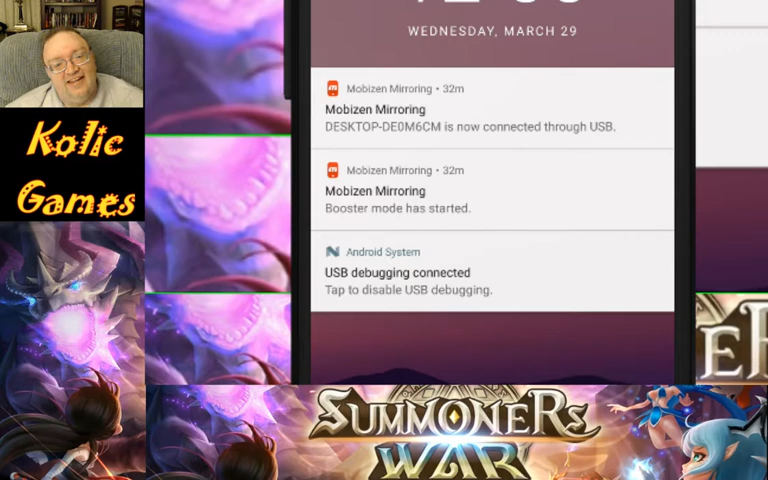 WEDNESDAY, MARCH 29
Mobizen Mirroring • 32m
Mobizen Mirroring
DESKTOP-DE0M6CM is now connected through USB.
Mobizen Mirroring • 32m
Mobizen Mirroring
Booster mode has started.
Android System
USB debugging connected
Tap to disable USB debugging.
Kolic
Games
SUMMONERS
WAR